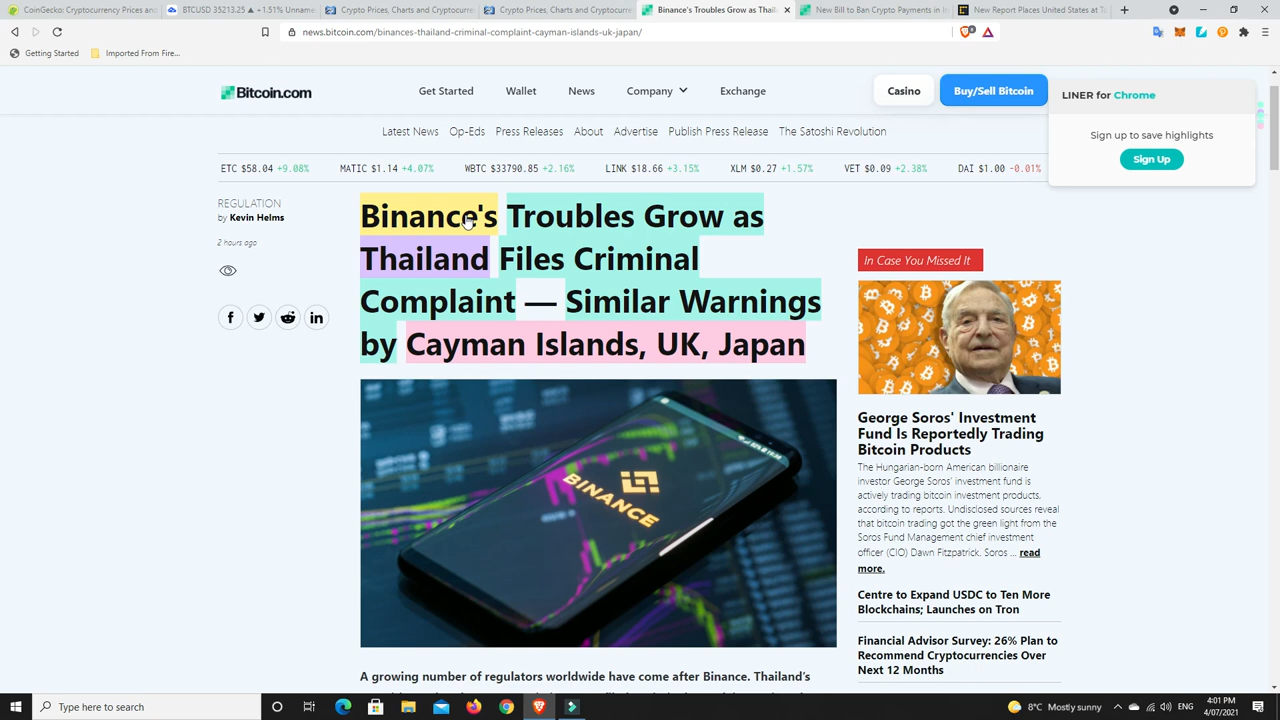 CoinGecko: Cryptocurrency Prices and
BTCUSD 35213.25 ▲ +1.51% Unname
Crypto Prices, Charts and Cryptocurre
Crypto Prices, Charts and Cryptocurr
Binance's Troubles Grow as Thail
New Bill to Ban Crypto Payments in
New Report Places United States at T
news.bitcoin.com/binances-thailand-criminal-complaint-cayman-islands-uk-japan/
Getting Started
Imported From Fire...
Bitcoin.com
Get Started
Wallet
News
Company
Exchange
Casino
Buy/Sell Bitcoin
LINER for Chrome
Sign up to save highlights
Sign Up
Latest News
Op-Eds
Press Releases
About
Advertise
Publish Press Release
The Satoshi Revolution
ETC $58.04 +9.08%
MATIC $1.14 +4.07%
WBTC $33790.85 +2.16%
LINK $18.66 +3.15%
XLM $0.27 +1.57%
VET $0.09 +2.38%
DAI $1.00 -0.01%
REGULATION
by Kevin Helms
2 hours ago
Binance's Troubles Grow as
Thailand Files Criminal
Complaint — Similar Warnings
by Cayman Islands, UK, Japan
BINANCE
A growing number of regulators worldwide have come after Binance. Thailand's
In Case You Missed It
George Soros' Investment
Fund Is Reportedly Trading
Bitcoin Products
The Hungarian-born American billionaire
investor George Soros' investment fund is
actively trading bitcoin investment products,
according to reports. Undisclosed sources reveal
that bitcoin trading got the green light from the
Soros Fund Management chief investment
officer (CIO) Dawn Fitzpatrick. Soros ... read
more.
Centre to Expand USDC to Ten More
Blockchains; Launches on Tron
Financial Advisor Survey: 26% Plan to
Recommend Cryptocurrencies Over
Next 12 Months
Type here to search
8°C Mostly sunny
ENG
4:01 PM
4/07/2021